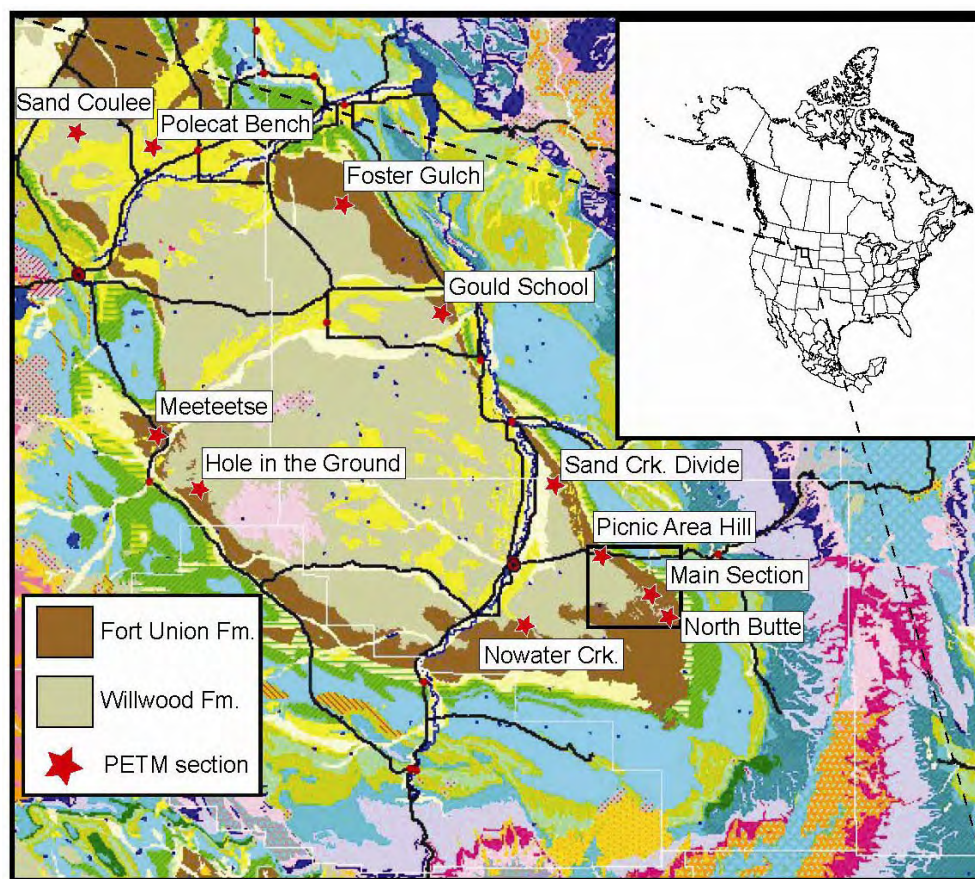 Sand Coulee
Polecat Bench
Foster Gulch
Gould School
Meeteetse
Hole in the Ground
Sand Crk. Divide
Picnic Area Hill
Main Section
North Butte
Nowater Crk.
Fort Union Fm.
Willwood Fm.
PETM section